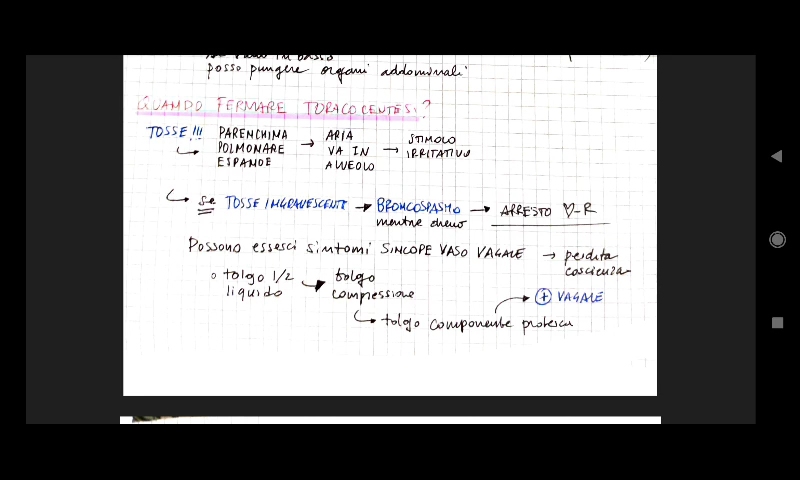 posso pungere organi addominali
QUANDO FERMARE TORACOCENTESI?
TOSSE!!! PARENCHIMA → ARIA → STIMOLO
POLMONARE VA IN IRRITATIVO
ESPANDE ALVEOLO
se TOSSE INGRAVESCENTE → BRONCOSPASMO → ARRESTO ♡-R
mentre dreno
Possono esserci sintomi SINCOPE VASO VAGALE → perdita
coscienza
o tolgo 1/2 tolgo
liquido compressione
⊕ VAGALE
tolgo componente